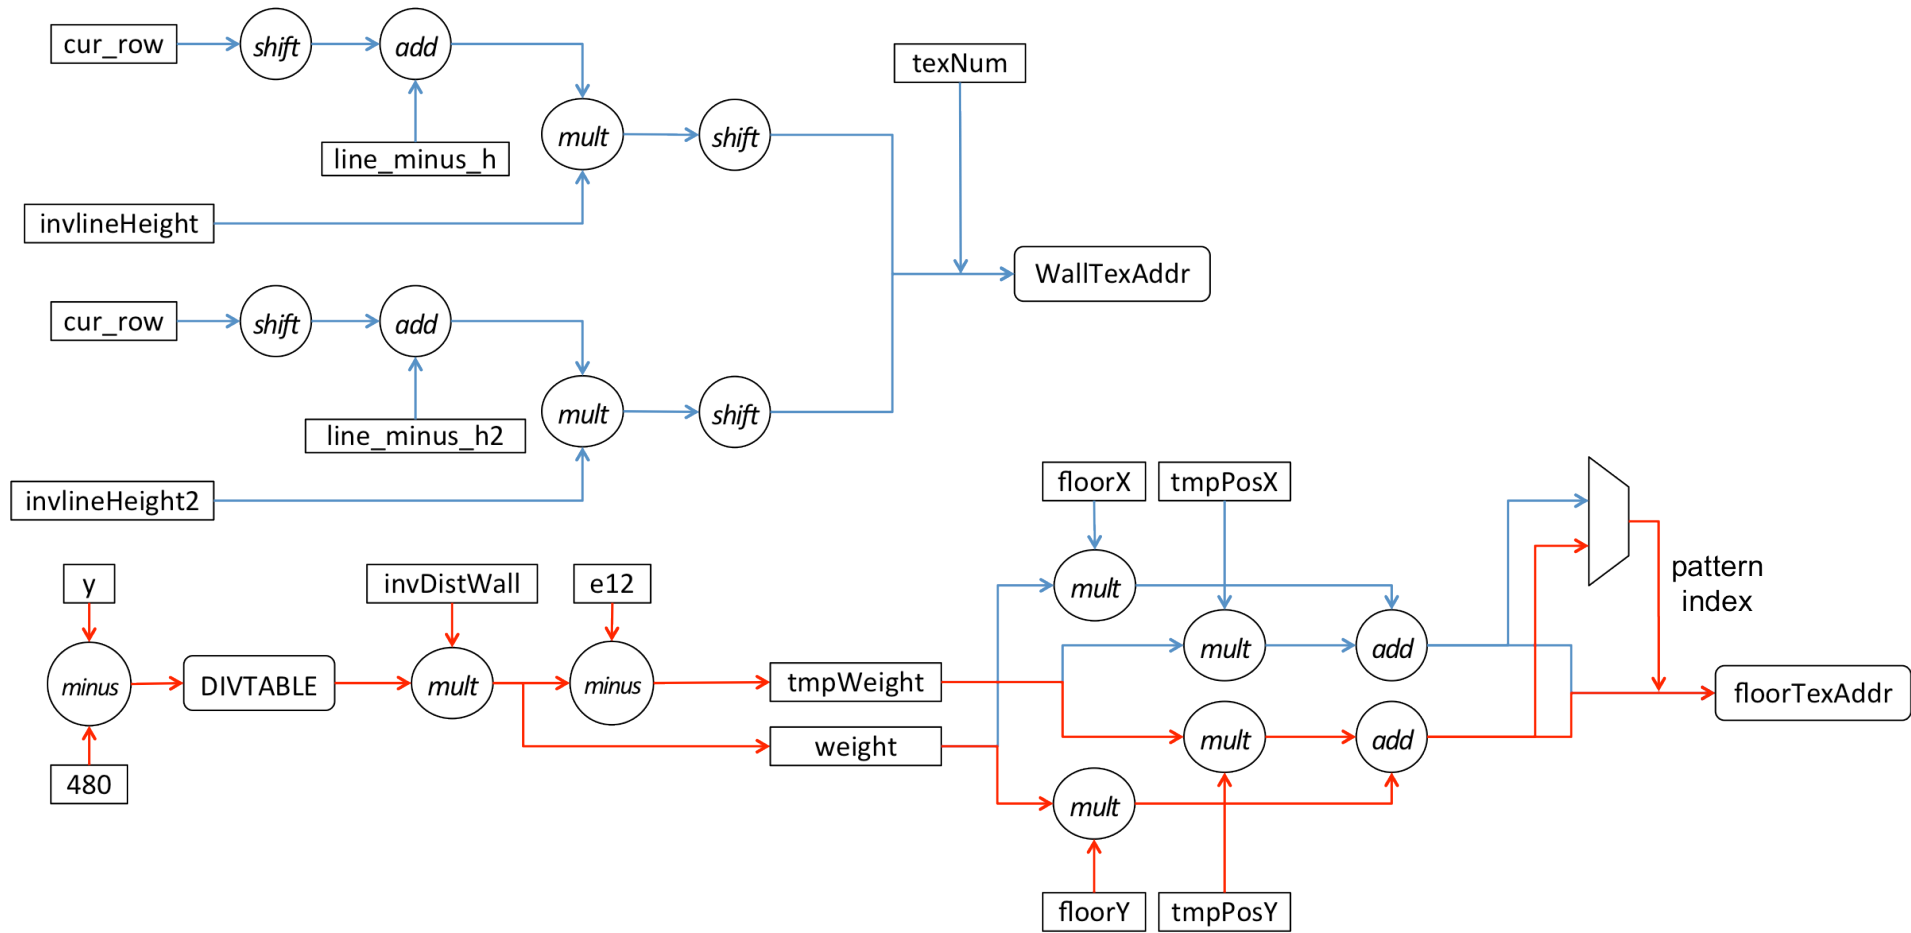 cur_row
shift
add
texNum
line_minus_h
mult
shift
invlineHeight
WallTexAddr
cur_row
shift
add
line_minus_h2
mult
shift
invlineHeight2
floorX
tmpPosX
y
invDistWall
e12
mult
pattern
index
minus
DIVTABLE
mult
minus
tmpWeight
mult
add
floorTexAddr
weight
mult
add
480
mult
floorY
tmpPosY